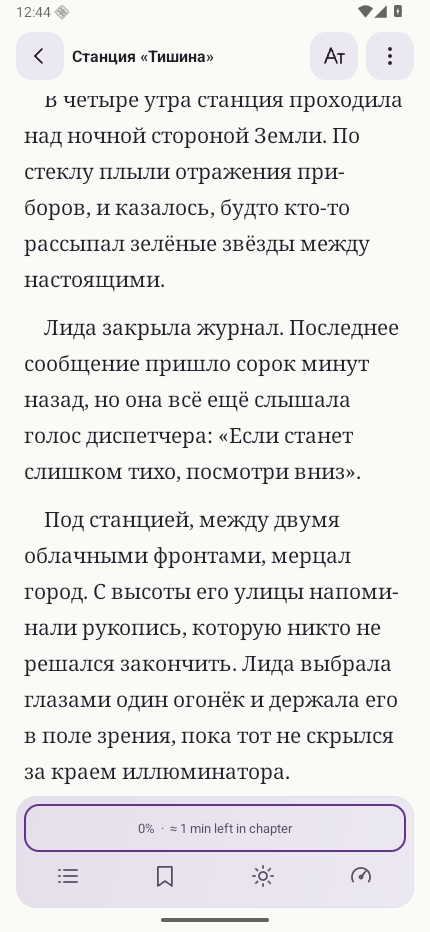 12:44
Станция «Тишина»
В четыре утра станция проходила
над ночной стороной Земли. По
стеклу плыли отражения при-
боров, и казалось, будто кто-то
рассыпал зелёные звёзды между
настоящими.
Лида закрыла журнал. Последнее
сообщение пришло сорок минут
назад, но она всё ещё слышала
голос диспетчера: «Если станет
слишком тихо, посмотри вниз».
Под станцией, между двумя
облачными фронтами, мерцал
город. С высоты его улицы напоми-
нали рукопись, которую никто не
решался закончить. Лида выбрала
глазами один огонёк и держала его
в поле зрения, пока тот не скрылся
за краем иллюминатора.
0% · ≈ 1 min left in chapter